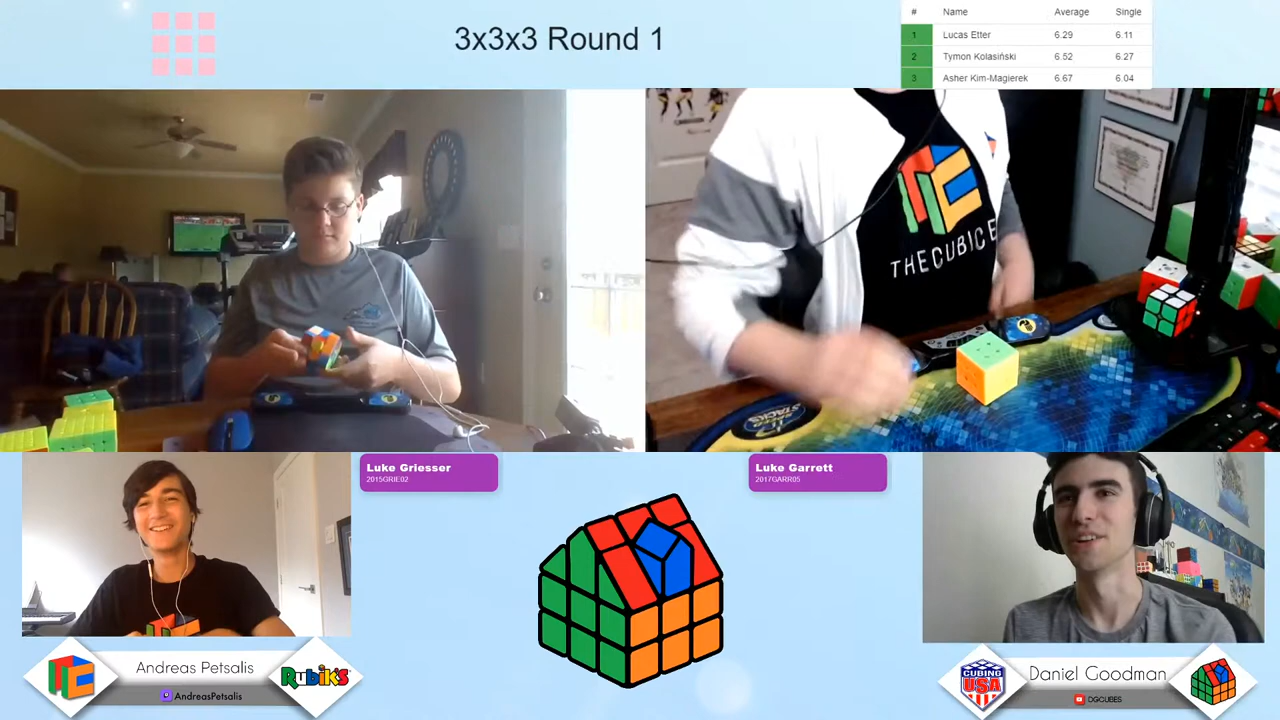 3x3x3 Round 1
# Name Average Single
1 Lucas Etter 6.29 6.11
2 Tymon Kolasiński 6.52 6.27
3 Asher Kim-Magierek 6.67 6.04
THECUBICLE
Luke Griesser
2015GRIE02
Luke Garrett
2017GARR05
Andreas Petsalis
AndreasPetsalis
RUBIK'S
CUBING
USA
Daniel Goodman
DGCUBES